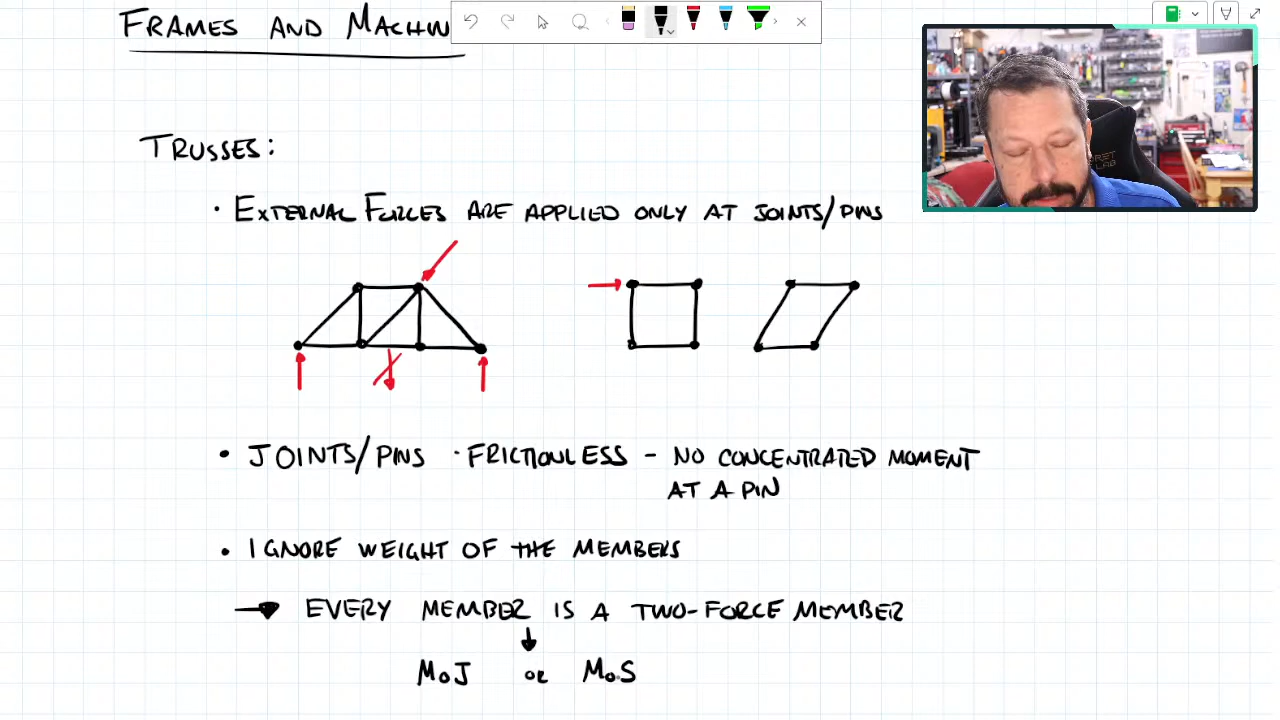 FRAMES AND MACHIN
TRUSSES:
• EXTERNAL FORCES ARE APPLIED ONLY AT JOINTS/PINS
• JOINTS/PINS • FRICTIONLESS - NO CONCENTRATED MOMENT
AT A PIN
• IGNORE WEIGHT OF THE MEMBERS
→ EVERY MEMBER IS A TWO-FORCE MEMBER
MoJ or MoS